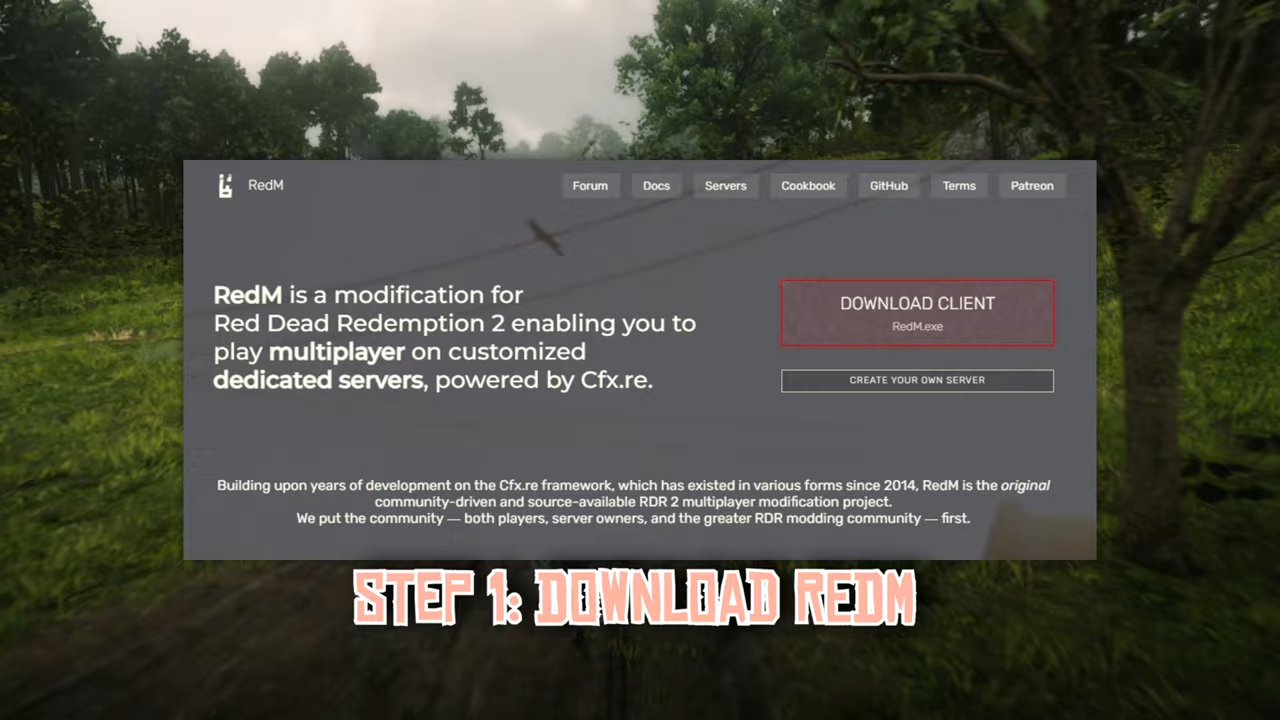 RedM
Forum
Docs
Servers
Cookbook
GitHub
Terms
Patreon
RedM is a modification for
Red Dead Redemption 2 enabling you to
play multiplayer on customized
dedicated servers, powered by Cfx.re.
DOWNLOAD CLIENT
RedM.exe
CREATE YOUR OWN SERVER
Building upon years of development on the Cfx.re framework, which has existed in various forms since 2014, RedM is the original
community-driven and source-available RDR 2 multiplayer modification project.
We put the community — both players, server owners, and the greater RDR modding community — first.
STEP 1: DOWNLOAD REDM